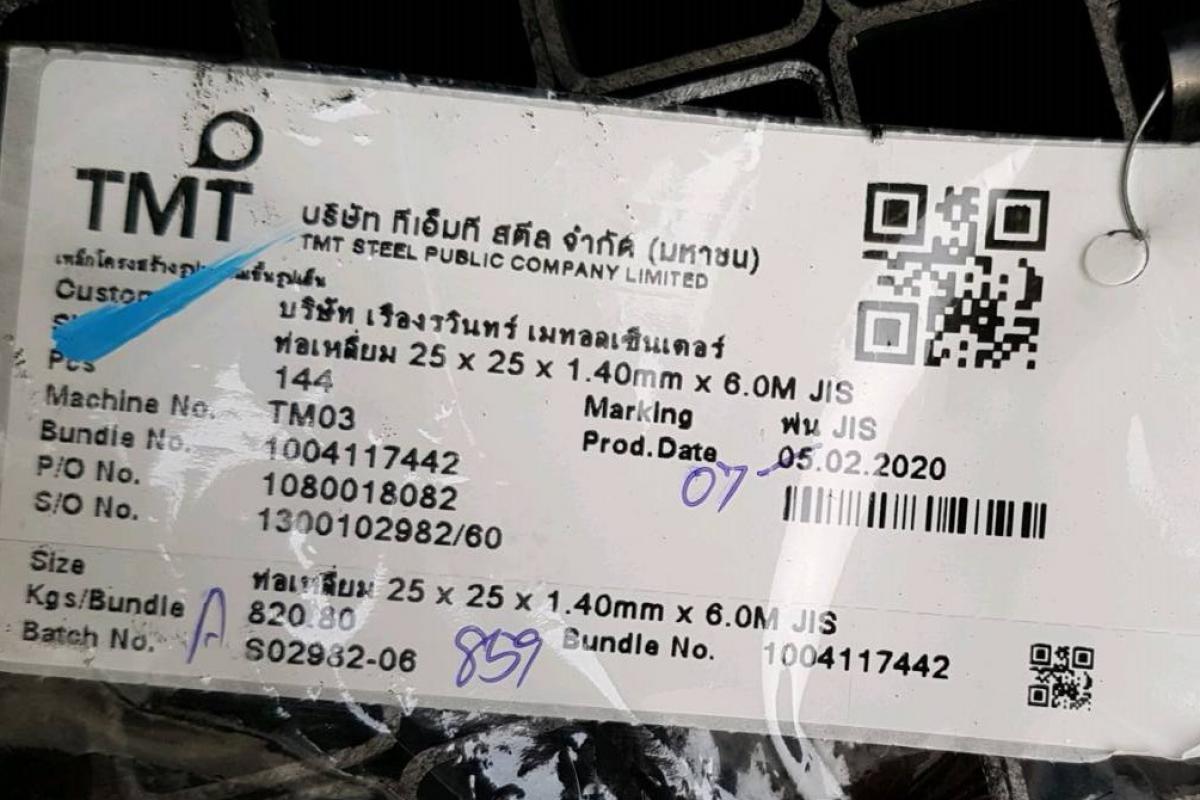 TMT
บริษัท ทีเอ็มที สตีล จำกัด (มหาชน)
TMT STEEL PUBLIC COMPANY LIMITED
บริษัท เรืองรวินทร์ เมทอลเซ็นเตอร์
ท่อเหลี่ยม 25 x 25 x 1.40mm x 6.0M JIS
Pcs 144
Marking ฟน JIS
Machine No. TM03
Prod.Date 05.02.2020
07
Bundle No. 1004117442
P/O No. 1080018082
S/O No. 1300102982/60
Size ท่อเหลี่ยม 25 x 25 x 1.40mm x 6.0M JIS
Kgs/Bundle A 820.80
Batch No. S02982-06 859 Bundle No. 1004117442